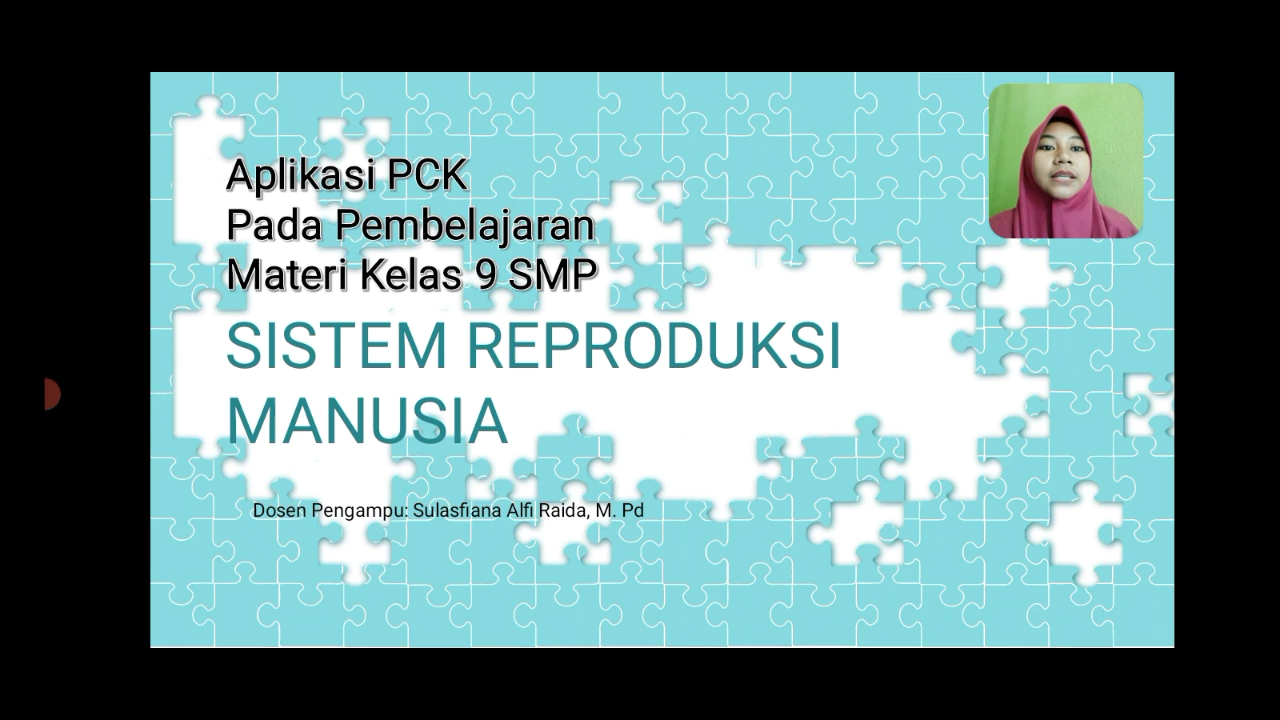 Aplikasi PCK
Pada Pembelajaran
Materi Kelas 9 SMP
SISTEM REPRODUKSI
MANUSIA
Dosen Pengampu: Sulasfiana Alfi Raida, M. Pd